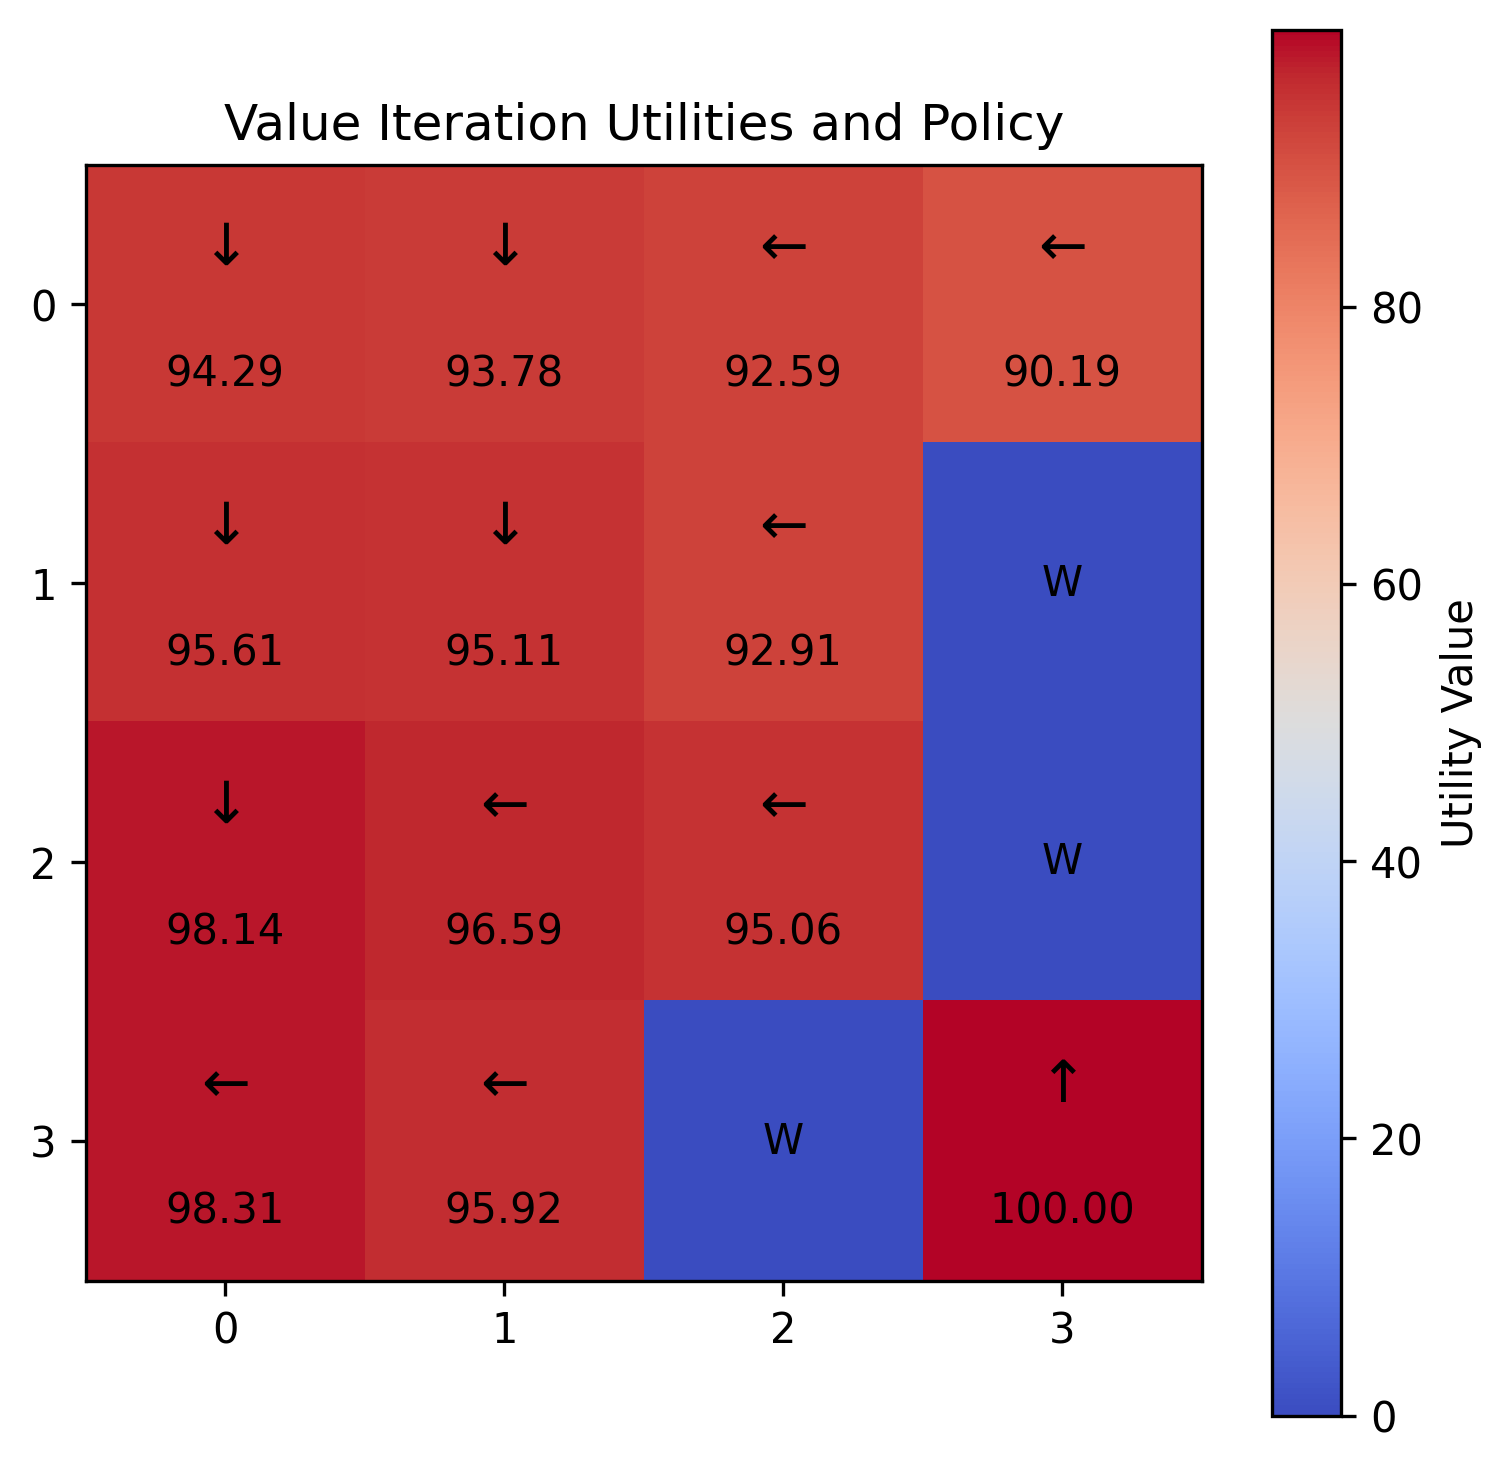 Value Iteration Utilities and Policy
↓ ↓ ← ←
0
94.29 93.78 92.59 90.19
↓ ↓ ←
1 W
95.61 95.11 92.91
↓ ← ←
2 W
98.14 96.59 95.06
← ← ↑
3 W
98.31 95.92 100.00
0 1 2 3
80
60
40
20
0
Utility Value